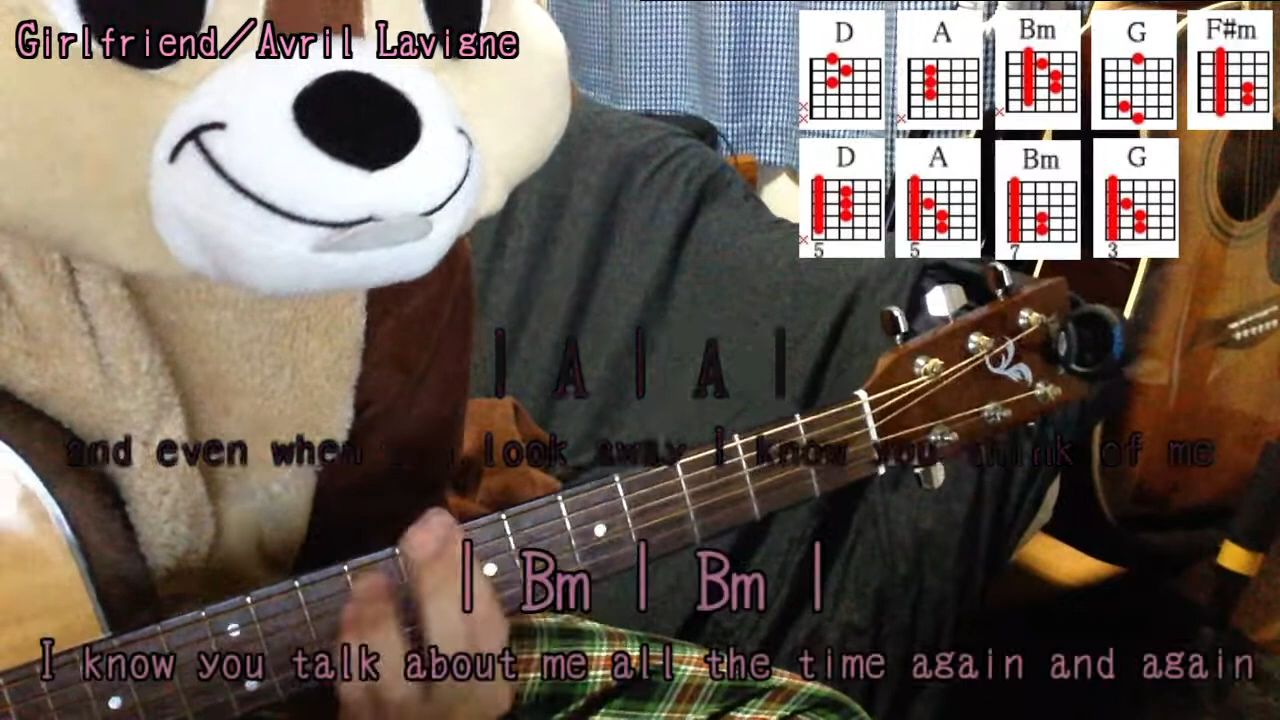 Girlfriend/Avril Lavigne
D A Bm G F#m
D A Bm G
5 5 7 3
| A | A |
and even when look away I know you think of me
| Bm | Bm |
I know you talk about me all the time again and again